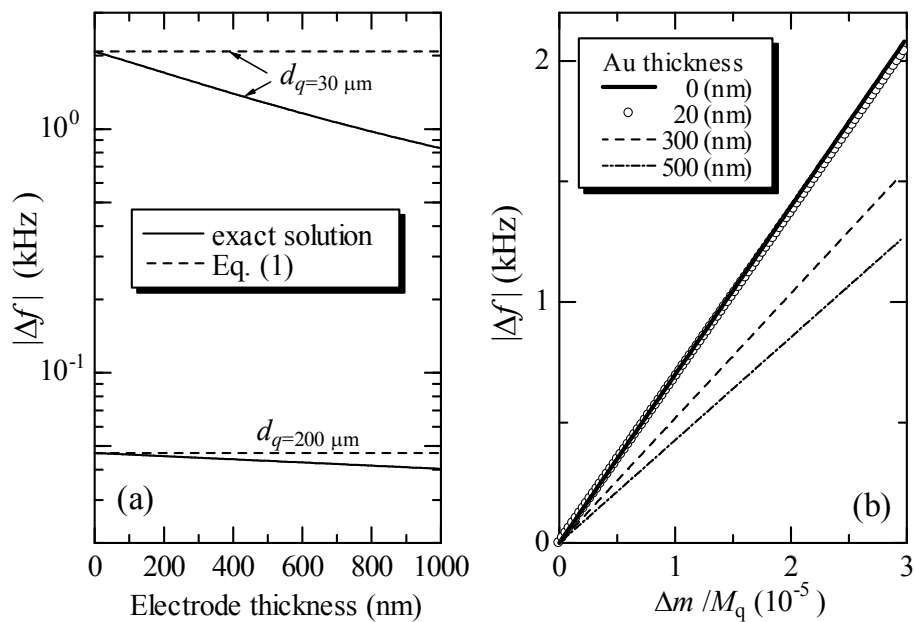 |Δf| (kHz)
10⁰
10⁻¹
d_q=30 μm
exact solution
Eq. (1)
d_q=200 μm
(a)
0 200 400 600 800 1000
Electrode thickness (nm)
|Δf| (kHz)
2
1
0
Au thickness
0 (nm)
20 (nm)
300 (nm)
500 (nm)
(b)
0 1 2 3
Δm /M_q (10⁻⁵)